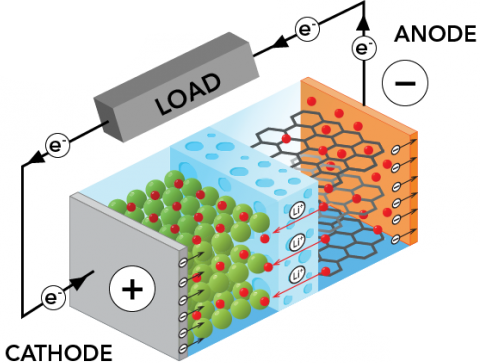 e-
e-
ANODE
−
LOAD
e-
Li+
Li+
Li+
e-
+
CATHODE